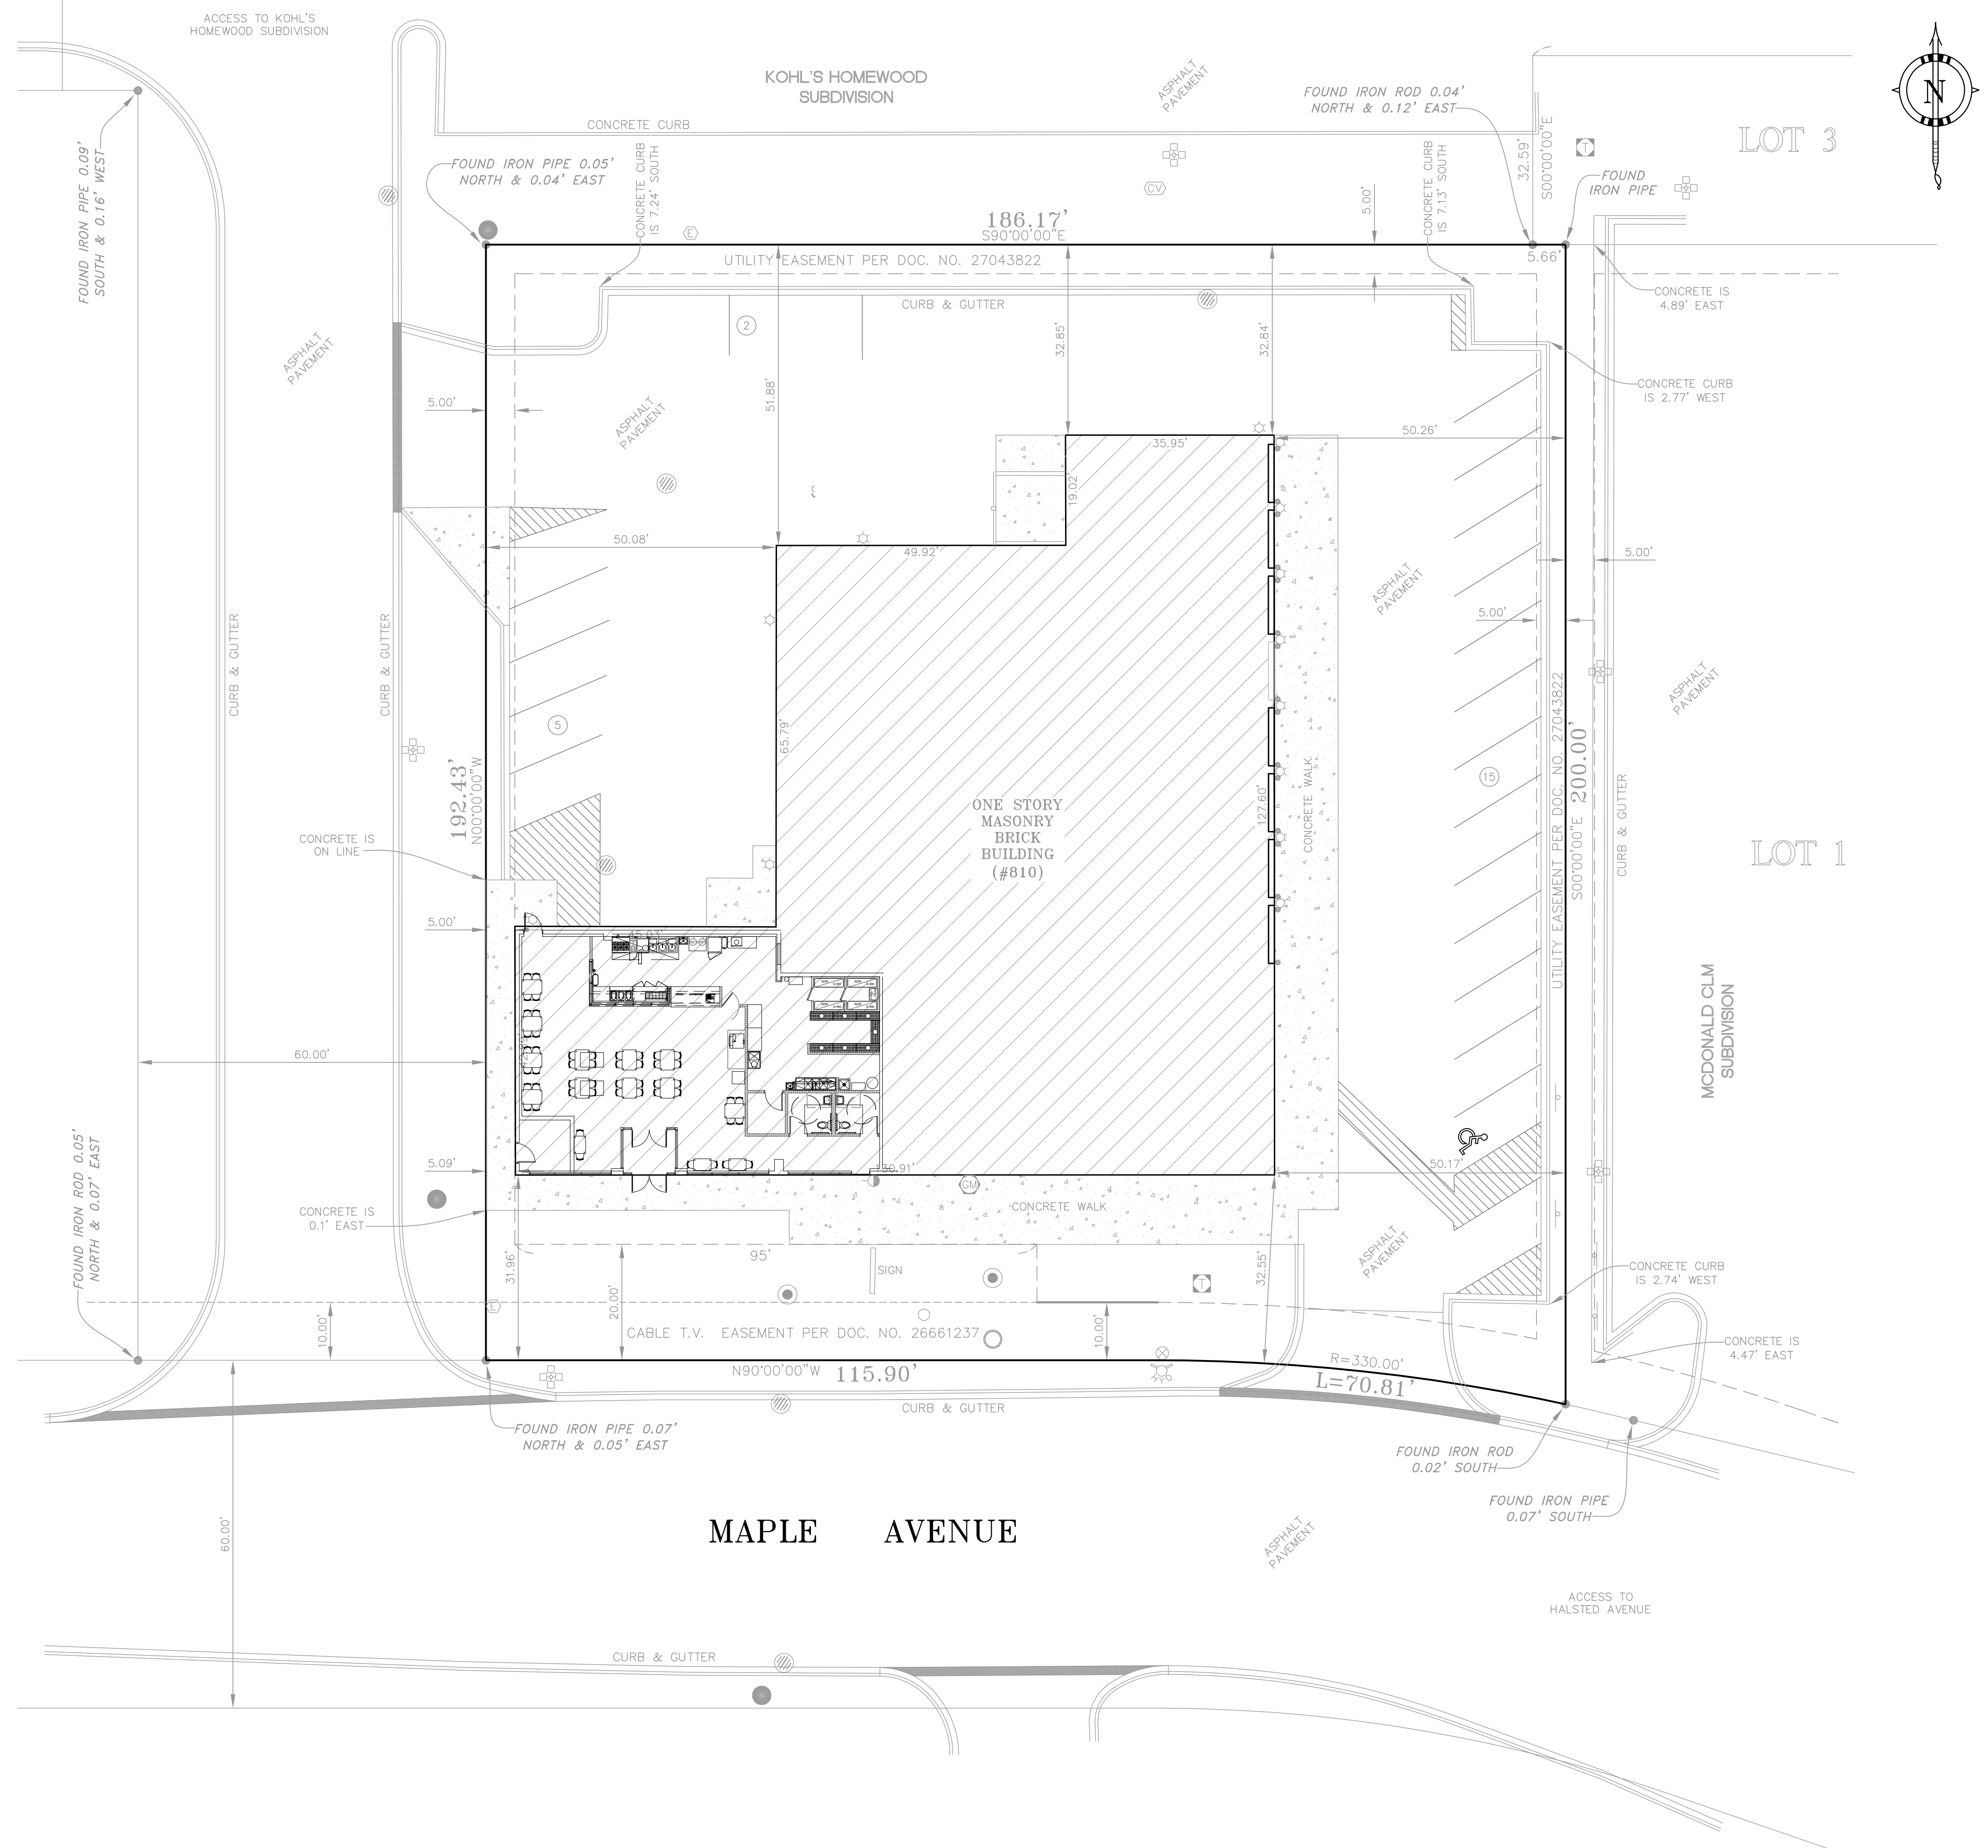 ACCESS TO KOHL'S
HOMEWOOD SUBDIVISION
KOHL'S HOMEWOOD
SUBDIVISION
ASPHALT
PAVEMENT
FOUND IRON ROD 0.04'
NORTH & 0.12' EAST
N
LOT 3
CONCRETE CURB
32.59'
S00°00'00"E
T
FOUND IRON PIPE 0.09'
SOUTH & 0.16' WEST
FOUND IRON PIPE 0.05'
NORTH & 0.04' EAST
CONCRETE CURB
IS 7.24' SOUTH
CV
CONCRETE CURB
IS 7.13' SOUTH
FOUND
IRON PIPE
E
186.17'
S90°00'00"E
5.00'
UTILITY EASEMENT PER DOC. NO. 27043822
5.66'
CURB & GUTTER
CONCRETE IS
4.89' EAST
2
ASPHALT
PAVEMENT
32.85'
32.84'
51.88'
CONCRETE CURB
IS 2.77' WEST
5.00'
ASPHALT
PAVEMENT
35.95'
50.26'
19.02'
50.08'
49.92'
5.00'
ASPHALT
PAVEMENT
5.00'
CURB & GUTTER
CURB & GUTTER
ASPHALT
PAVEMENT
5
65.79'
192.43'
N00°00'00"W
ONE STORY
MASONRY
BRICK
BUILDING
(#810)
127.60'
CONCRETE WALK
15
UTILITY EASEMENT PER DOC. NO. 27043822
S00°00'00"E 200.00'
CURB & GUTTER
LOT 1
CONCRETE IS
ON LINE
5.00'
45.03'
MCDONALD CLM
SUBDIVISION
60.00'
FOUND IRON ROD 0.05'
NORTH & 0.07' EAST
5.09'
130.91'
GM
50.17'
CONCRETE IS
0.1' EAST
CONCRETE WALK
ASPHALT
PAVEMENT
31.96'
95'
SIGN
32.55'
CONCRETE CURB
IS 2.74' WEST
T
E
10.00'
20.00'
CABLE T.V. EASEMENT PER DOC. NO. 26661237
10.00'
CONCRETE IS
4.47' EAST
N90°00'00"W 115.90'
R=330.00'
L=70.81'
CURB & GUTTER
FOUND IRON PIPE 0.07'
NORTH & 0.05' EAST
FOUND IRON ROD
0.02' SOUTH
FOUND IRON PIPE
0.07' SOUTH
60.00'
MAPLE AVENUE
ASPHALT
PAVEMENT
ACCESS TO
HALSTED AVENUE
CURB & GUTTER